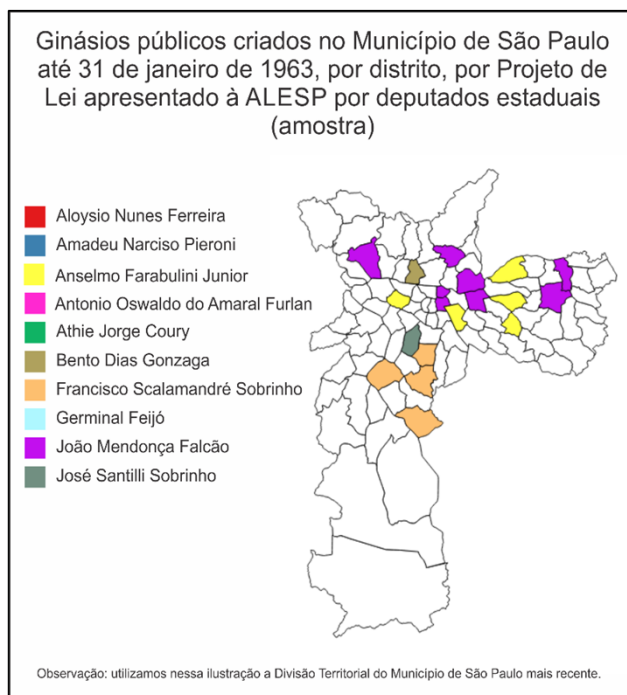 Ginásios públicos criados no Município de São Paulo
até 31 de janeiro de 1963, por distrito, por Projeto de
Lei apresentado à ALESP por deputados estaduais
(amostra)
Aloysio Nunes Ferreira
Amadeu Narciso Pieroni
Anselmo Farabulini Junior
Antonio Oswaldo do Amaral Furlan
Athie Jorge Coury
Bento Dias Gonzaga
Francisco Scalamandré Sobrinho
Germinal Feijó
João Mendonça Falcão
José Santilli Sobrinho
Observação: utilizamos nessa ilustração a Divisão Territorial do Município de São Paulo mais recente.